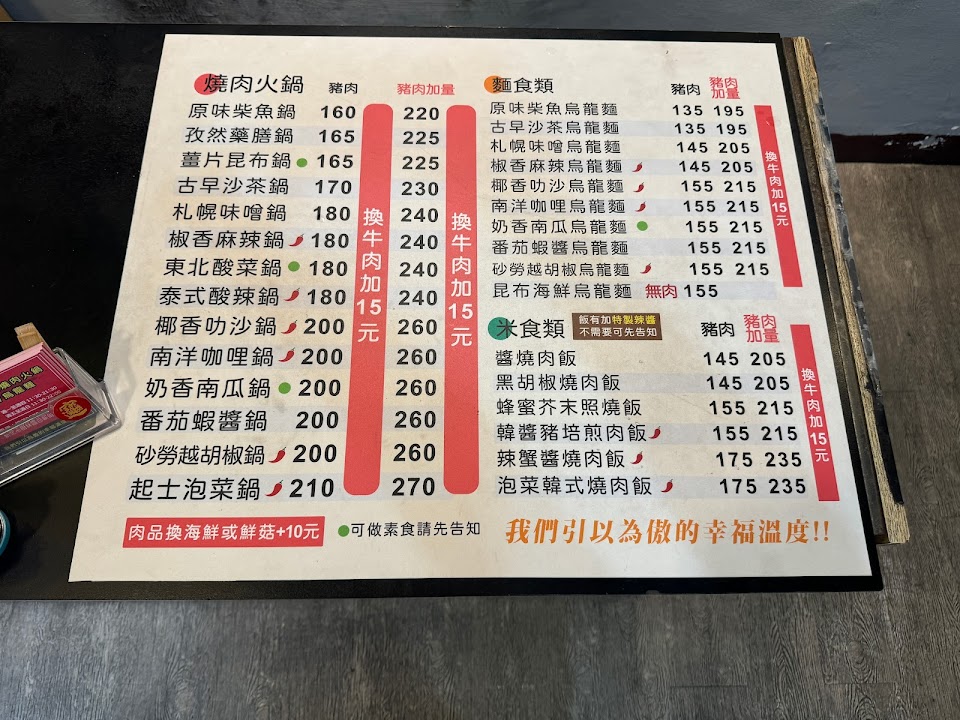 燒肉火鍋 豬肉 豬肉加量
原味柴魚鍋 160 220
孜然藥膳鍋 165 225
薑片昆布鍋 165 225
古早沙茶鍋 170 230
札幌味噌鍋 180 240
椒香麻辣鍋 180 240
東北酸菜鍋 180 240
泰式酸辣鍋 180 240
椰香叻沙鍋 200 260
南洋咖哩鍋 200 260
奶香南瓜鍋 200 260
番茄蝦醬鍋 200 260
砂勞越胡椒鍋 200 260
起士泡菜鍋 210 270
換牛肉加15元
換牛肉加15元
肉品換海鮮或鮮菇+10元
可做素食請先告知
麵食類 豬肉 豬肉加量
原味柴魚烏龍麵 135 195
古早沙茶烏龍麵 135 195
札幌味噌烏龍麵 145 205
椒香麻辣烏龍麵 145 205
椰香叻沙烏龍麵 155 215
南洋咖哩烏龍麵 155 215
奶香南瓜烏龍麵 155 215
番茄蝦醬烏龍麵 155 215
砂勞越胡椒烏龍麵 155 215
昆布海鮮烏龍麵 無肉 155
換牛肉加15元
米食類 豬肉 豬肉加量
飯有加特製辣醬
不需要可先告知
醬燒肉飯 145 205
黑胡椒燒肉飯 145 205
蜂蜜芥末照燒飯 155 215
韓醬豬培煎肉飯 155 215
辣蟹醬燒肉飯 175 235
泡菜韓式燒肉飯 175 235
換牛肉加15元
我們引以為傲的幸福溫度!!
燒肉火鍋